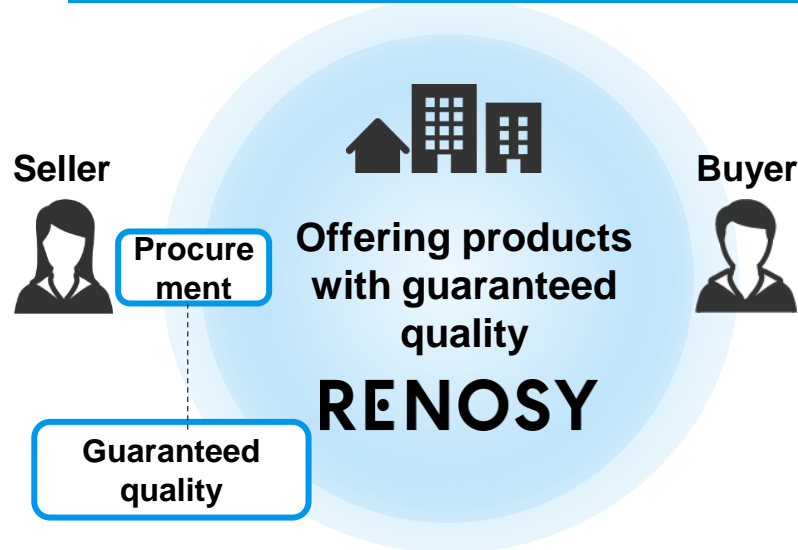 Seller
Buyer
Procure
ment
Offering products
with guaranteed
quality
RENOSY
Guaranteed
quality